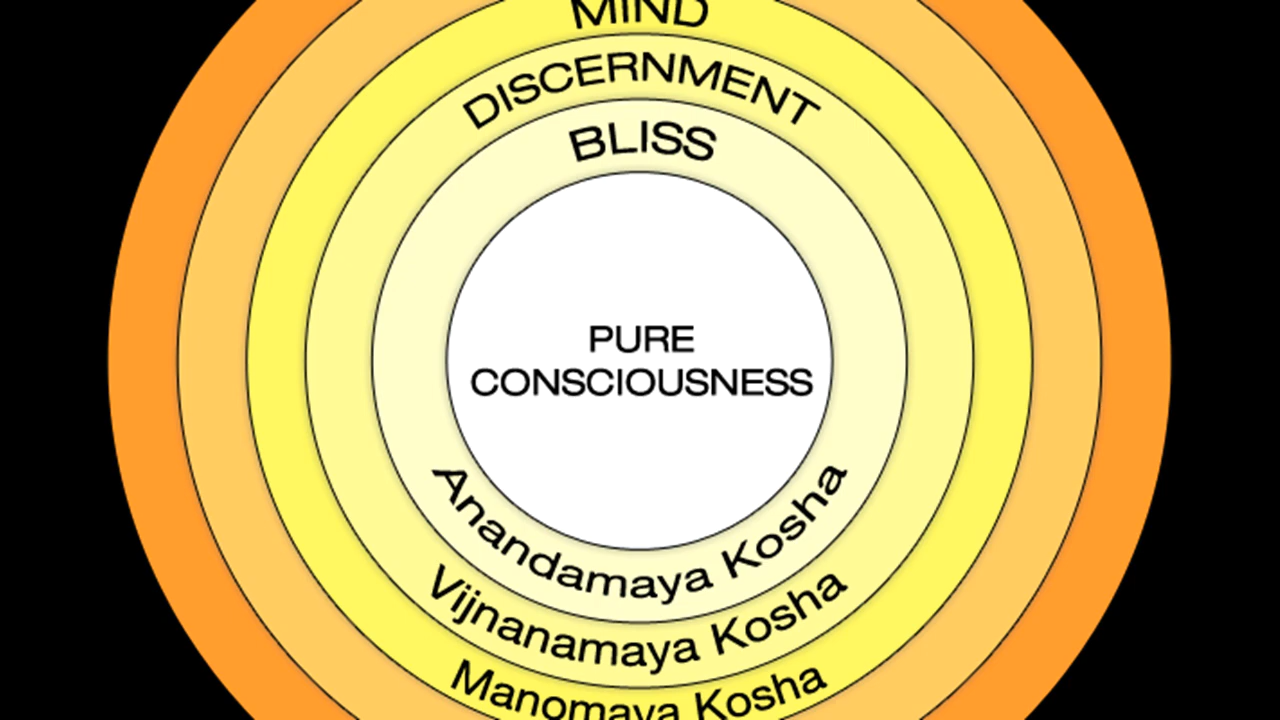 MIND
DISCERNMENT
BLISS
PURE
CONSCIOUSNESS
Anandamaya Kosha
Vijnanamaya Kosha
Manomaya Kosha